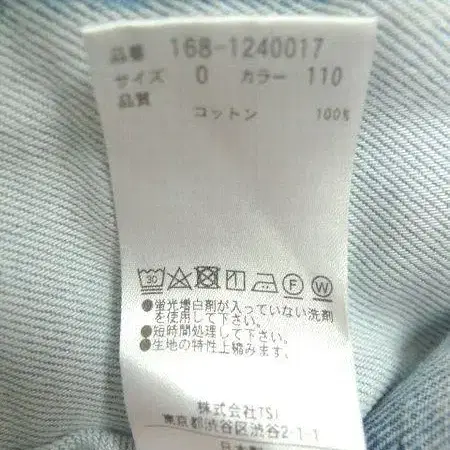 品番 168-1240017
サイズ 0 カラー 110
品質
コットン 100%
30 F W
●蛍光増白剤が入っていない洗剤
を使用して下さい。
●短時間処理して下さい。
●生地の特性上縮みます。
株式会社TSI
東京都渋谷区渋谷2-1-1
日本製